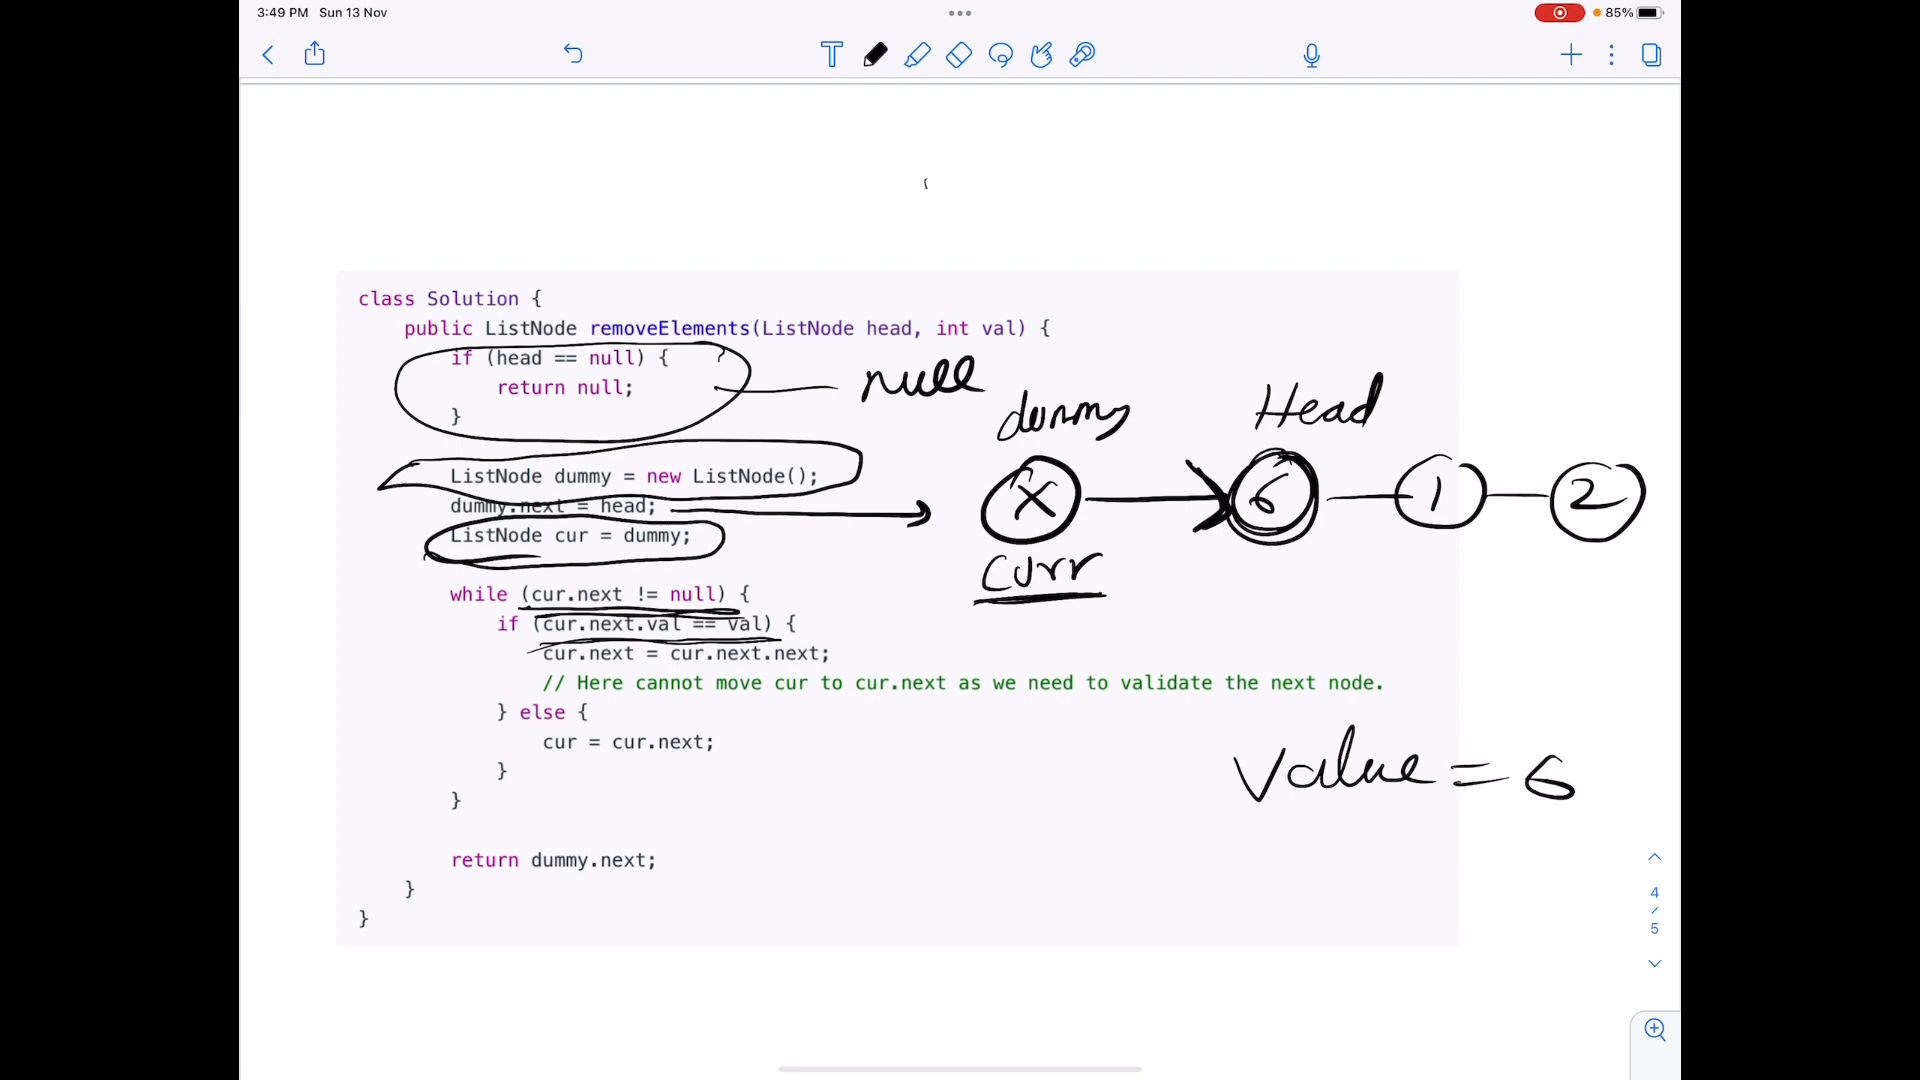 3:49 PM Sun 13 Nov
85%
class Solution {
public ListNode removeElements(ListNode head, int val) {
if (head == null) {
return null;
}
null
dummy
Head
ListNode dummy = new ListNode();
dummy.next = head;
ListNode cur = dummy;
X
6
1
2
curr
while (cur.next != null) {
if (cur.next.val == val) {
cur.next = cur.next.next;
// Here cannot move cur to cur.next as we need to validate the next node.
} else {
cur = cur.next;
}
}
Value = 6
return dummy.next;
}
}
4
/
5